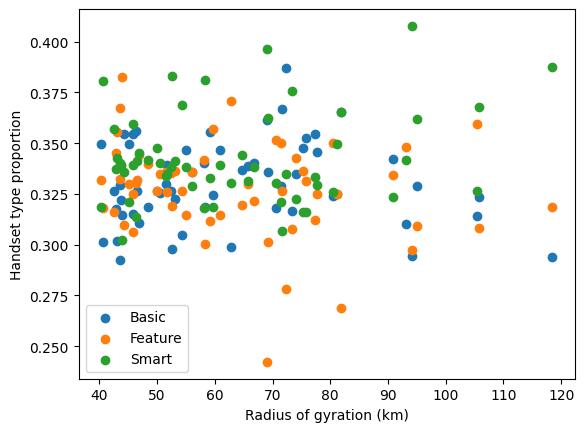 0.400
0.375
0.350
0.325
0.300
0.275
0.250
Handset type proportion
Basic
Feature
Smart
40 50 60 70 80 90 100 110 120
Radius of gyration (km)